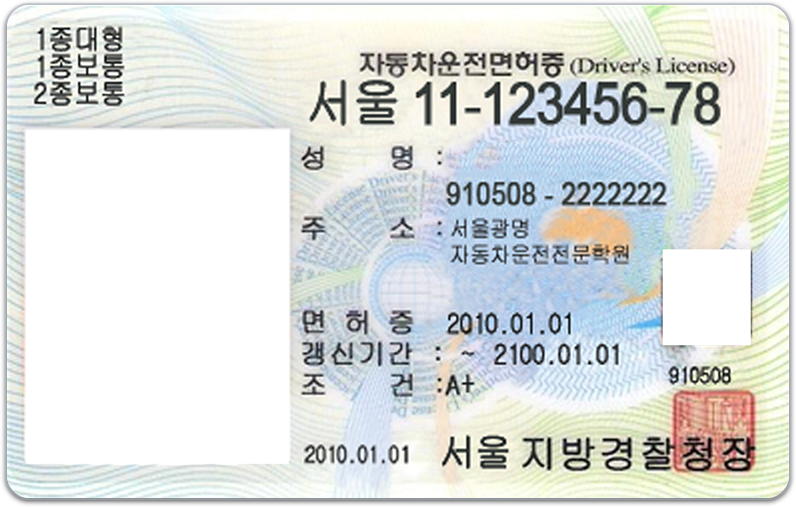 1종대형
1종보통
2종보통
자동차운전면허증 (Driver's License)
서울 11-123456-78
성 명 :
910508 - 2222222
주 소 : 서울광명
자동차운전전문학원
면 허 증 2010.01.01
갱신기간 : ~ 2100.01.01
조 건 : A+
910508
2010.01.01 서울 지방경찰청장